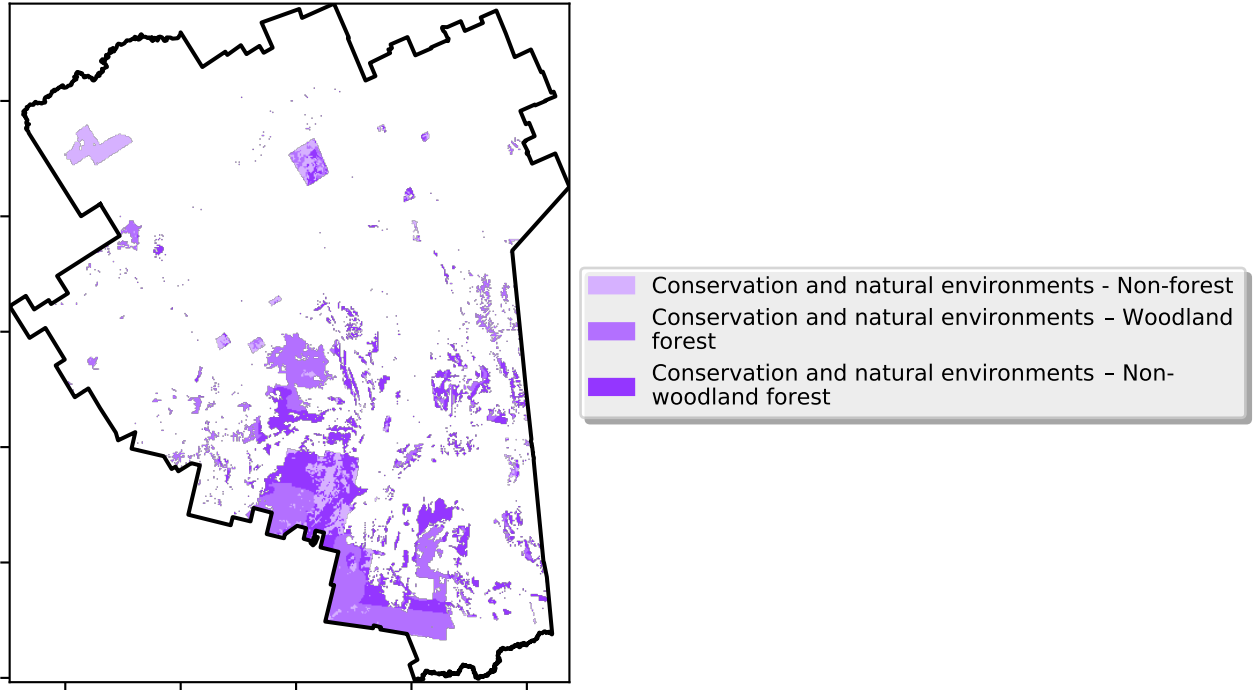 Conservation and natural environments - Non-forest
Conservation and natural environments – Woodland
forest
Conservation and natural environments – Non-
woodland forest